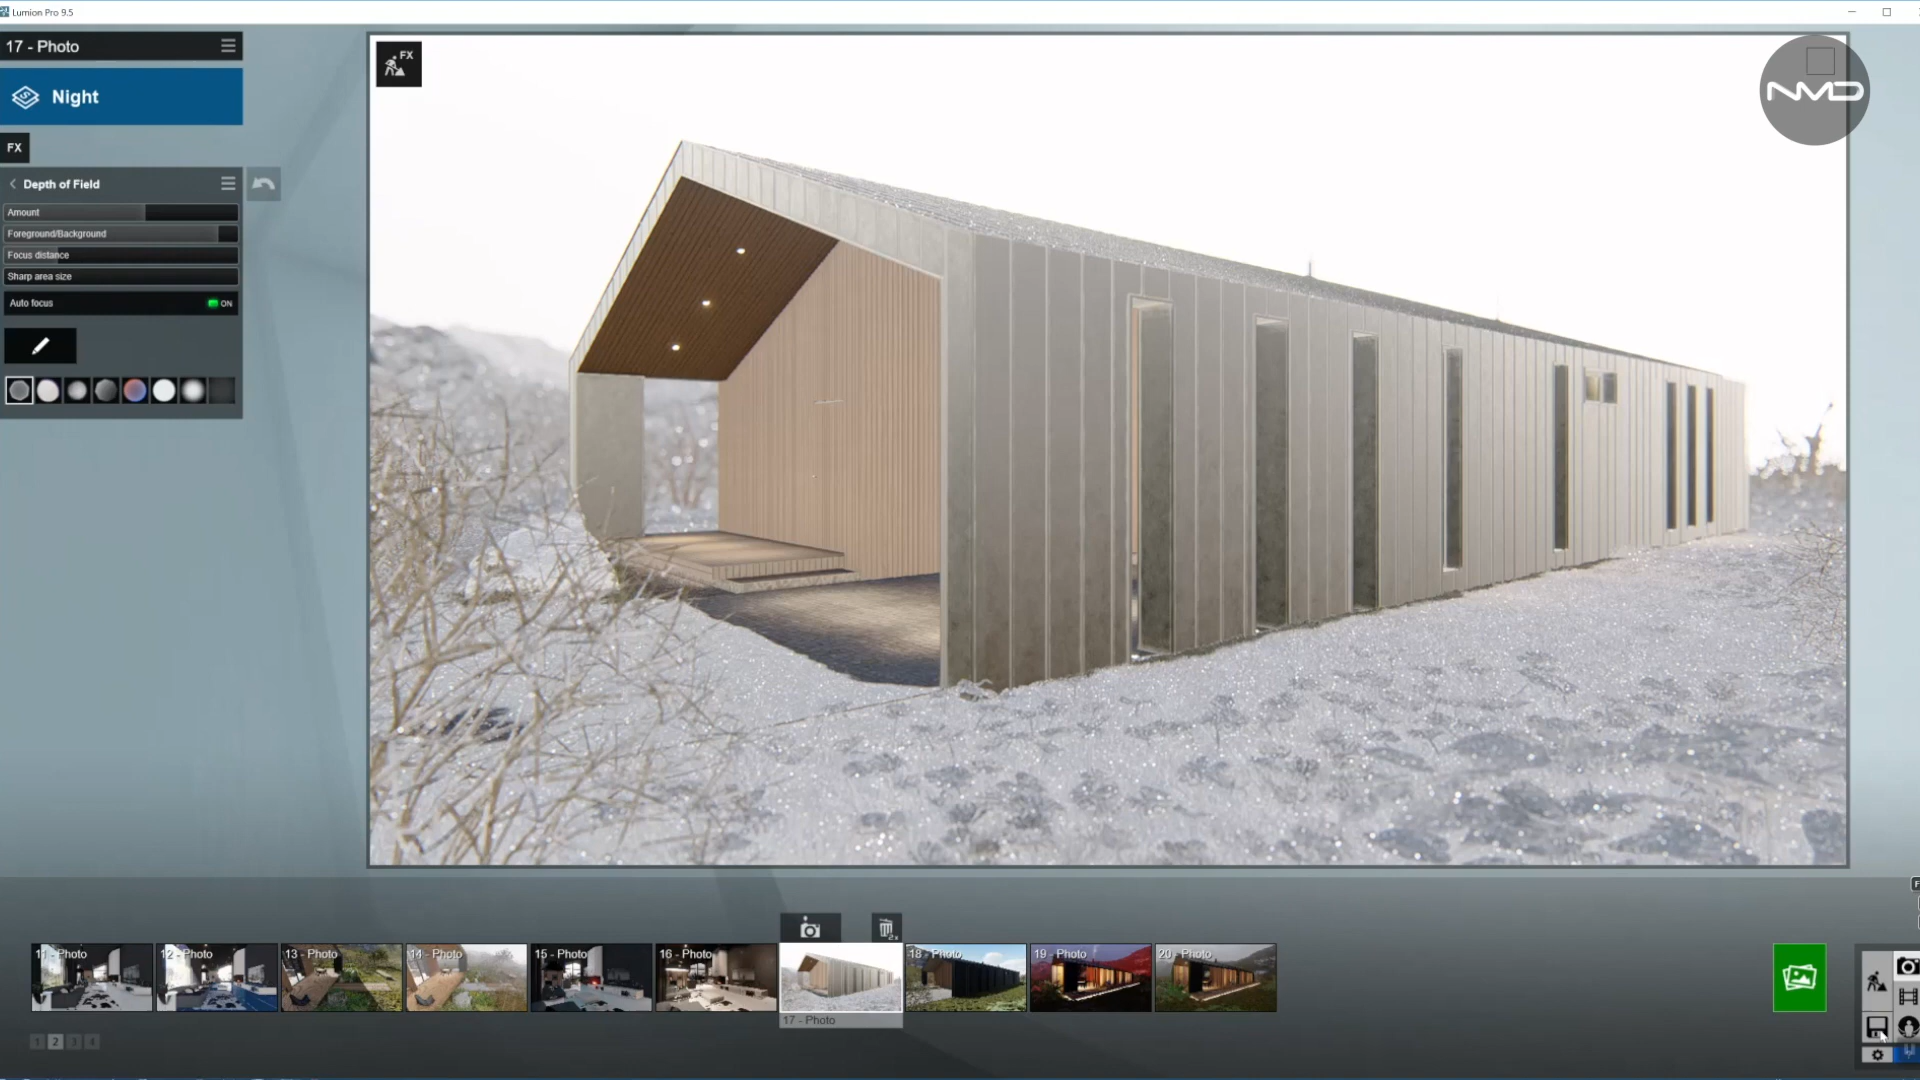 Lumion Pro 9.5
17 - Photo
Night
FX
Depth of Field
Amount
Foreground/Background
Focus distance
Sharp area size
Auto focus
ON
FX
NMD
11 - Photo
12 - Photo
13 - Photo
14 - Photo
15 - Photo
16 - Photo
18 - Photo
19 - Photo
20 - Photo
17 - Photo
1 2 3 4